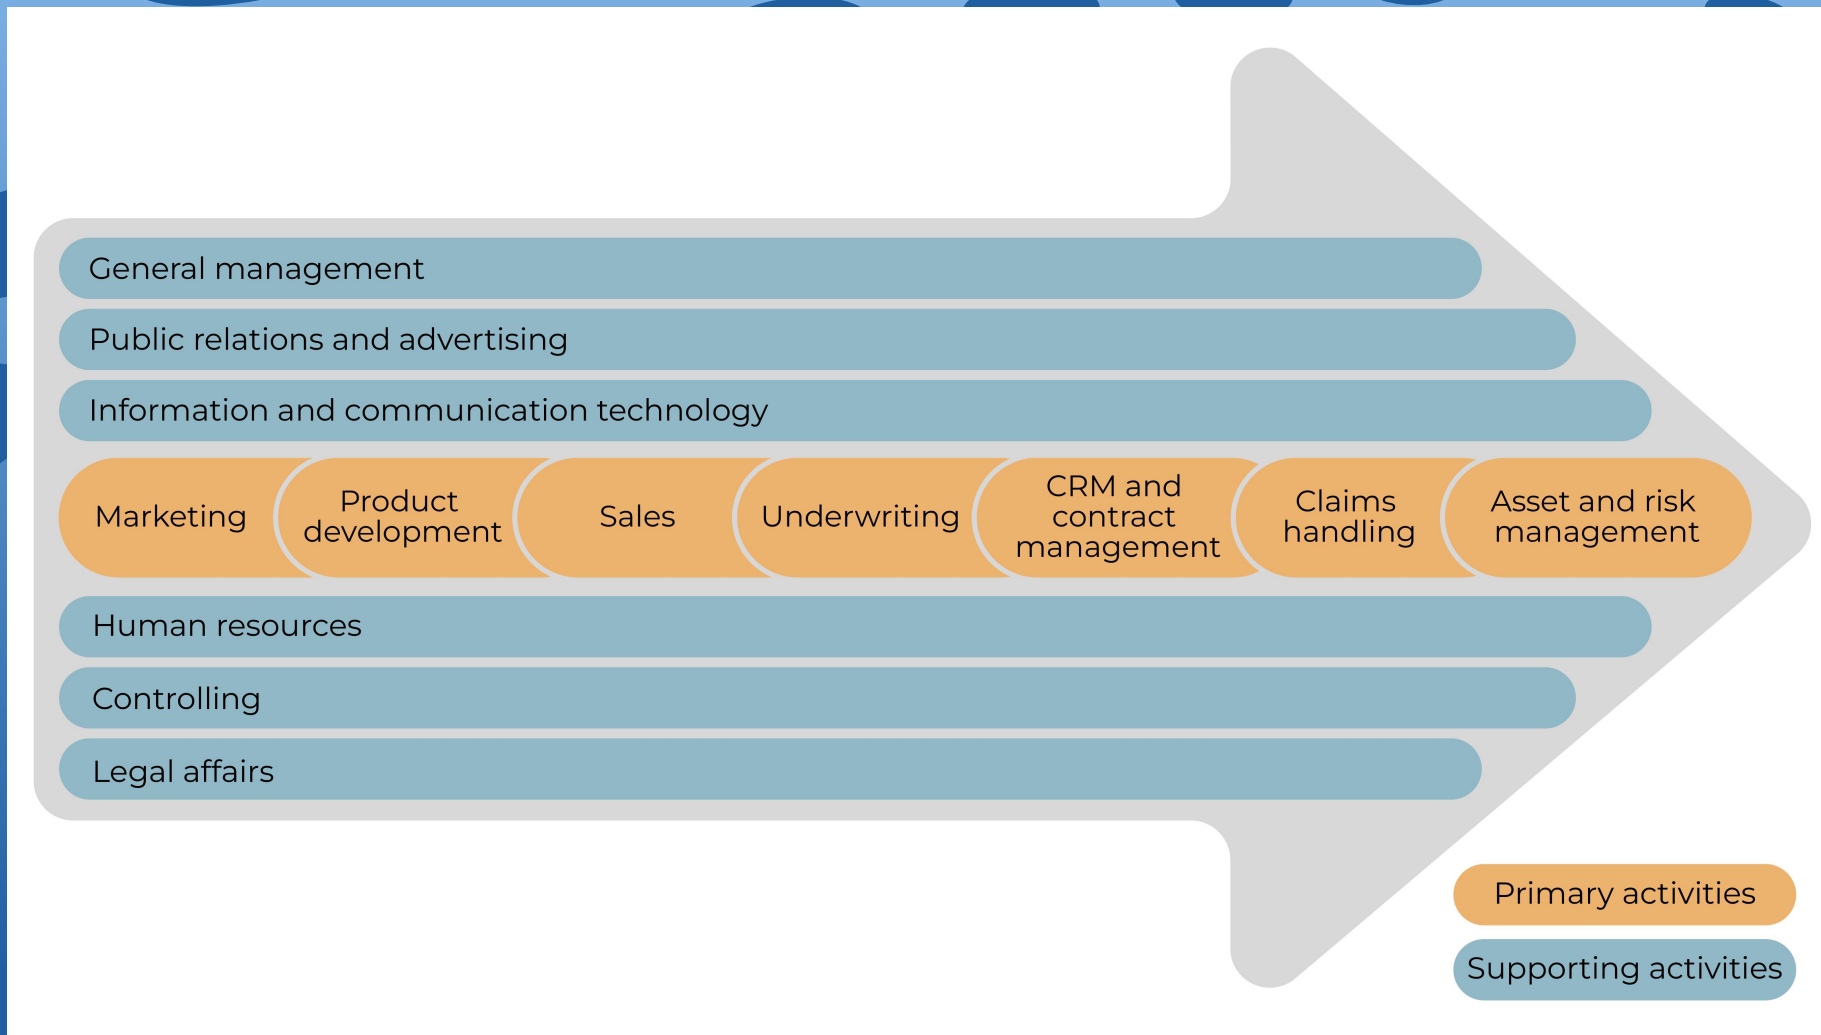 General management
Public relations and advertising
Information and communication technology
Marketing
Product
development
Sales
Underwriting
CRM and
contract
management
Claims
handling
Asset and risk
management
Human resources
Controlling
Legal affairs
Primary activities
Supporting activities